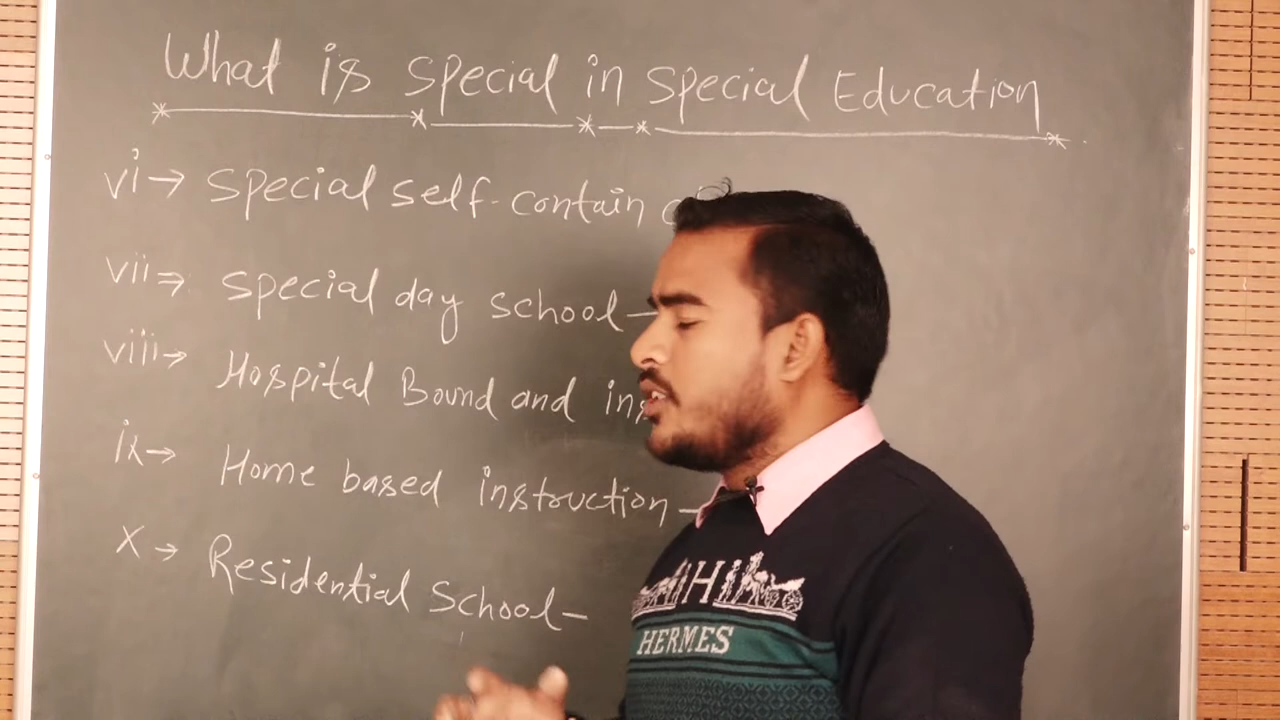 What is special in special Education
vi→ special self-contain
vii→ special day school—
viii→ Hospital Bound and ins
ix→ Home based instruction—
x→ Residential School—
H
HERMES